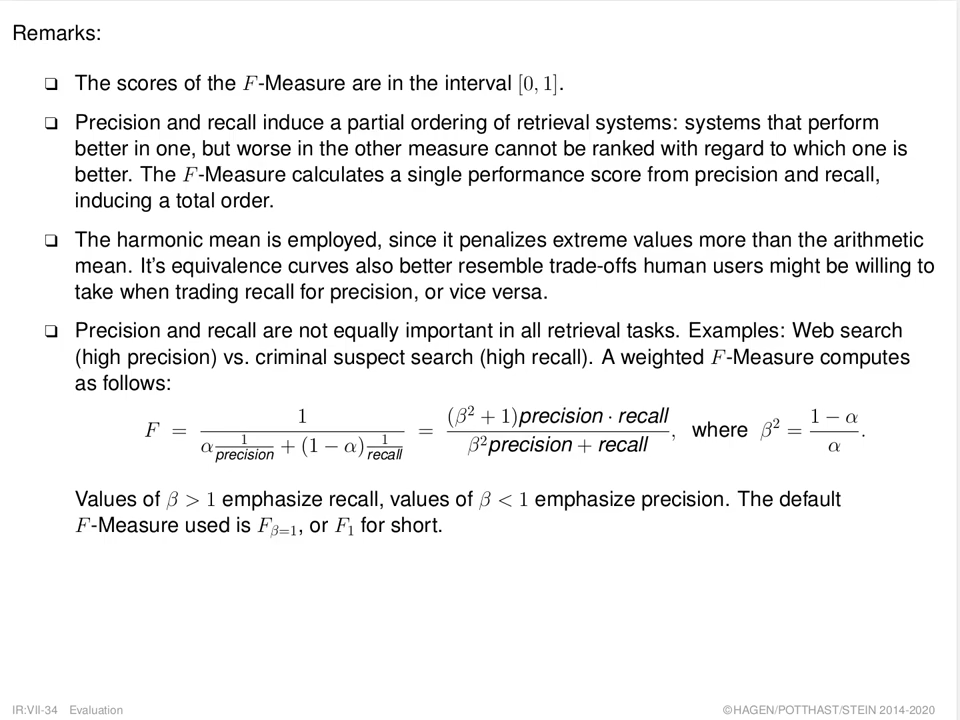 Remarks:
❑ The scores of the F-Measure are in the interval [0, 1].
❑ Precision and recall induce a partial ordering of retrieval systems: systems that perform
better in one, but worse in the other measure cannot be ranked with regard to which one is
better. The F-Measure calculates a single performance score from precision and recall,
inducing a total order.
❑ The harmonic mean is employed, since it penalizes extreme values more than the arithmetic
mean. It's equivalence curves also better resemble trade-offs human users might be willing to
take when trading recall for precision, or vice versa.
❑ Precision and recall are not equally important in all retrieval tasks. Examples: Web search
(high precision) vs. criminal suspect search (high recall). A weighted F-Measure computes
as follows:
F = 1 / (α 1/precision + (1 − α) 1/recall) = (β² + 1)precision · recall / (β²precision + recall), where β² = (1 − α) / α.
Values of β > 1 emphasize recall, values of β < 1 emphasize precision. The default
F-Measure used is F_{β=1}, or F₁ for short.
IR:VII-34 Evaluation ©HAGEN/POTTHAST/STEIN 2014-2020